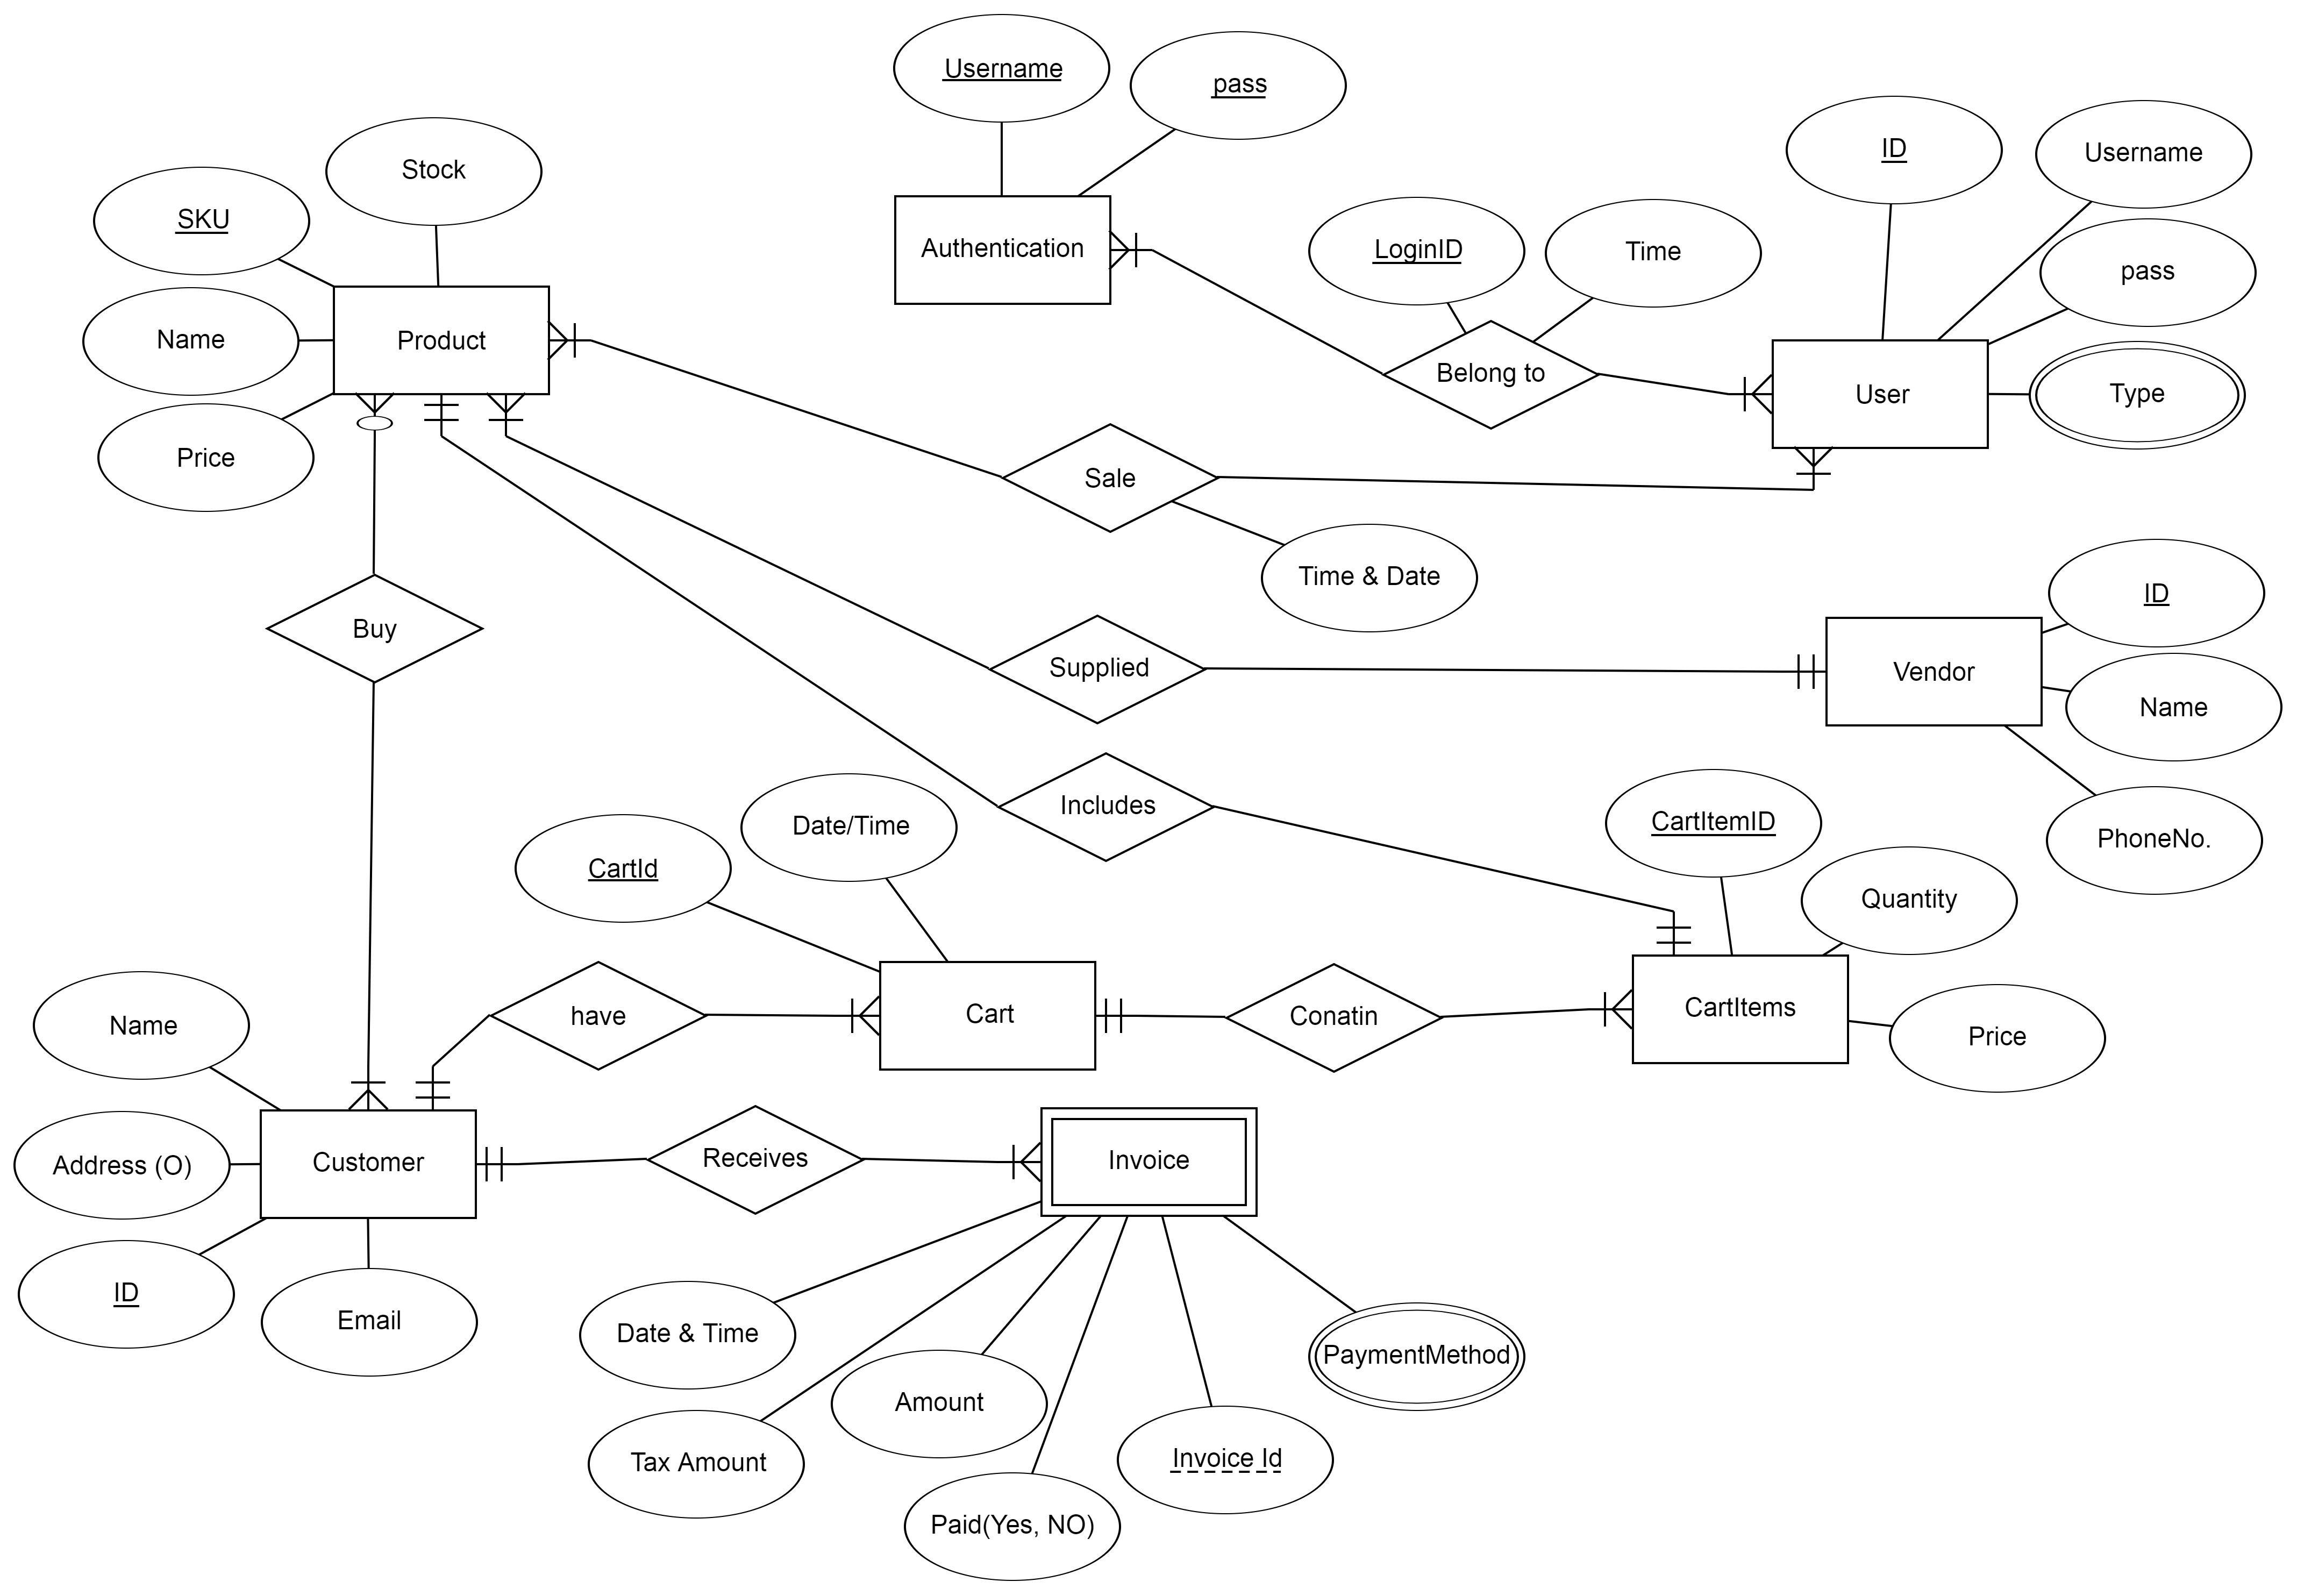 Username
pass
ID
Username
Stock
SKU
Authentication
LoginID
Time
pass
Name
Product
Belong to
User
Type
Price
Sale
Time & Date
ID
Buy
Supplied
Vendor
Name
Includes
CartItemID
PhoneNo.
CartId
Date/Time
Quantity
Name
have
Cart
Conatin
CartItems
Price
Address (O)
Customer
Receives
Invoice
ID
Email
Date & Time
PaymentMethod
Amount
Tax Amount
Invoice Id
Paid(Yes, NO)